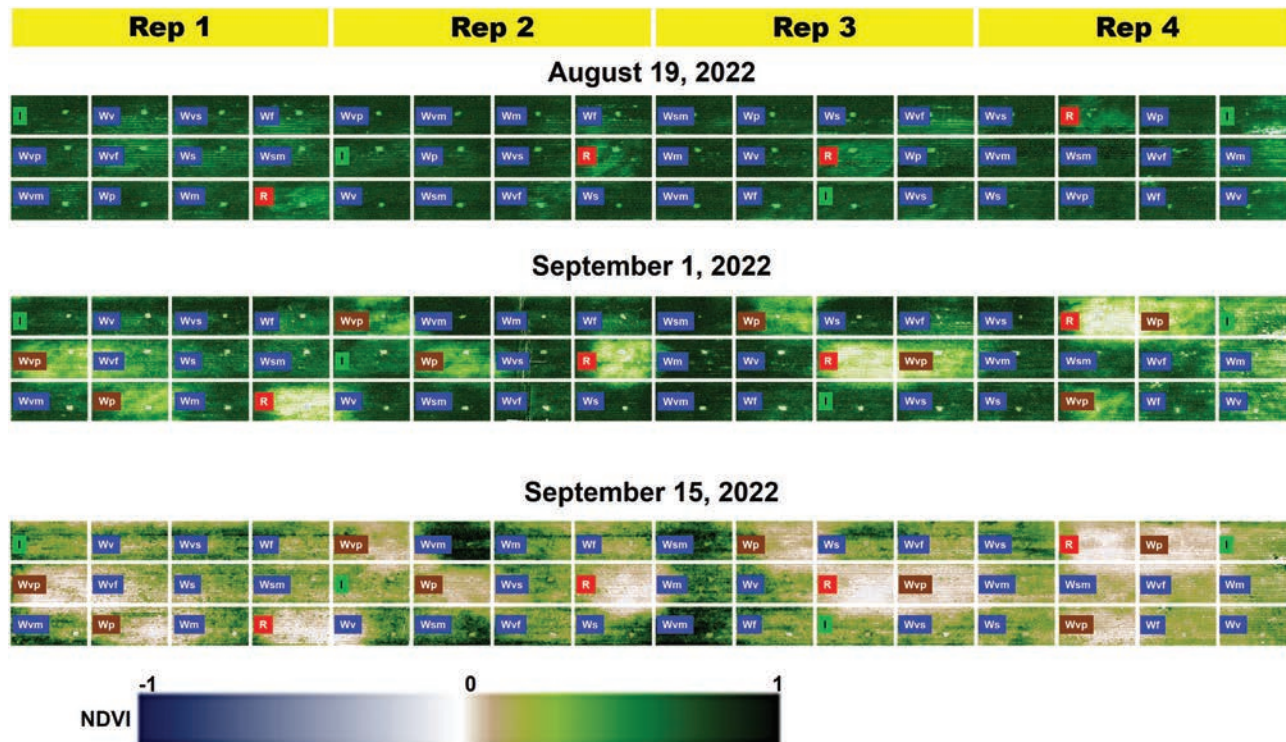 Rep 1 Rep 2 Rep 3 Rep 4
August 19, 2022
I Wv Wvs Wf Wvp Wvm Wm Wf Wsm Wp Ws Wvf Wvs R Wp I
Wvp Wvf Ws Wsm I Wp Wvs R Wm Wv R Wp Wvm Wsm Wvf Wm
Wvm Wp Wm R Wv Wsm Wvf Ws Wvm Wf I Wvs Ws Wvp Wf Wv
September 1, 2022
I Wv Wvs Wf Wvp Wvm Wm Wf Wsm Wp Ws Wvf Wvs R Wp I
Wvp Wvf Ws Wsm I Wp Wvs R Wm Wv R Wvp Wvm Wsm Wvf Wm
Wvm Wp Wm R Wv Wsm Wvf Ws Wvm Wf I Wvs Ws Wvp Wf Wv
September 15, 2022
I Wv Wvs Wf Wvp Wvm Wm Wf Wsm Wp Ws Wvf Wvs R Wp I
Wvp Wvf Ws Wsm I Wp Wvs R Wm Wv R Wvp Wvm Wsm Wvf Wm
Wvm Wp Wm R Wv Wsm Wvf Ws Wvm Wf I Wvs Ws Wvp Wf Wv
-1 0 1
NDVI